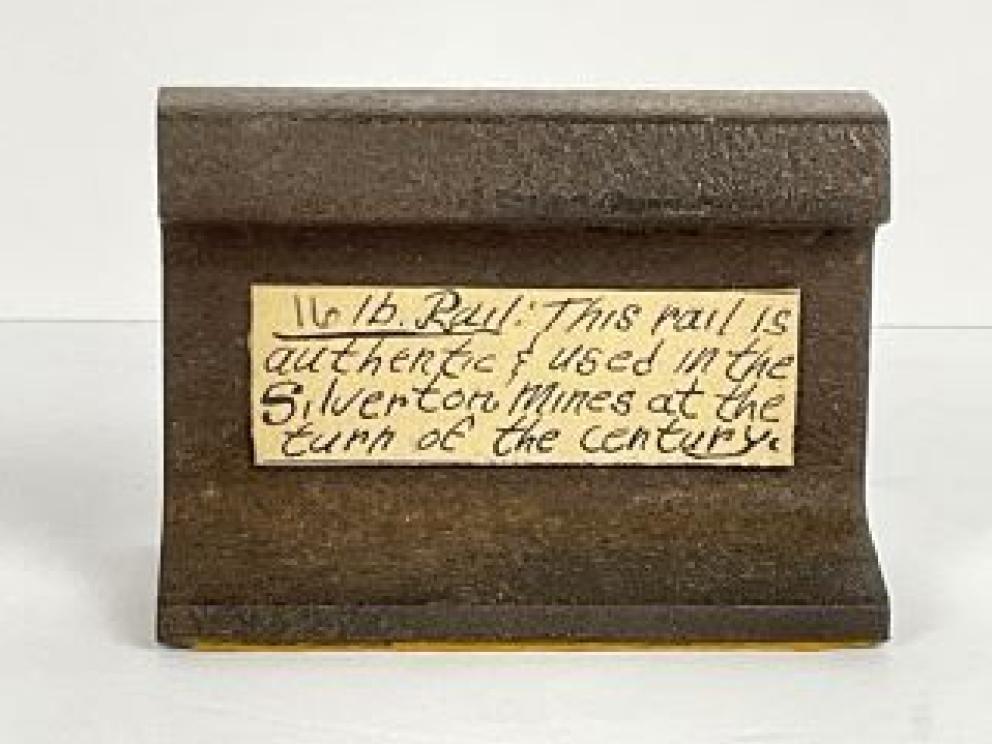 16 lb. Rail: This rail is
authentic & used in the
Silverton Mines at the
turn of the century.